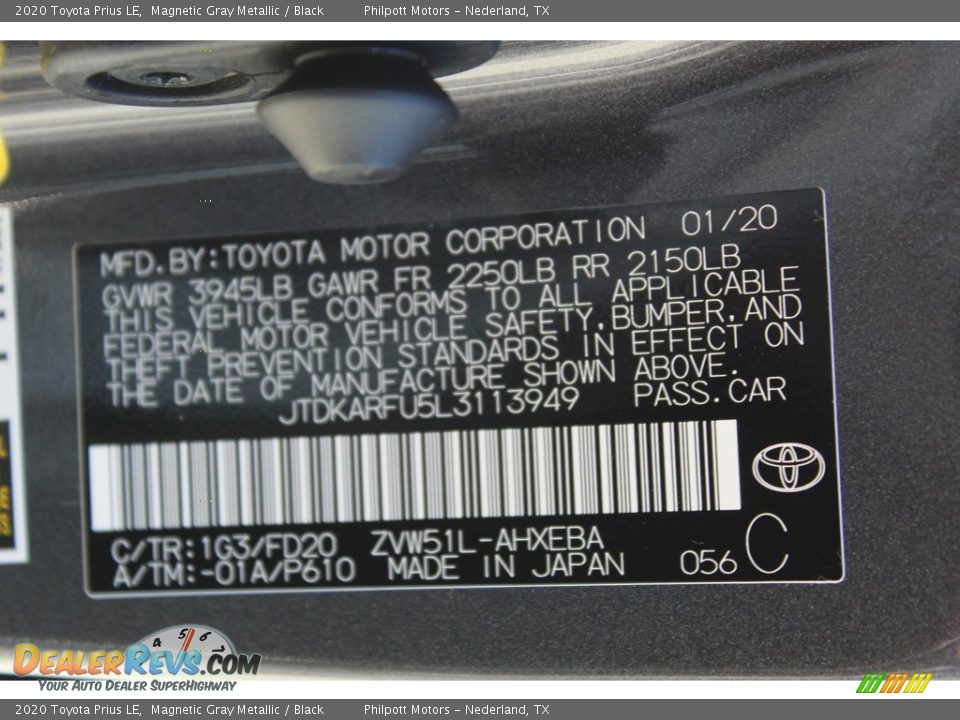 2020 Toyota Prius LE, Magnetic Gray Metallic / Black Philpott Motors – Nederland, TX
MFD.BY:TOYOTA MOTOR CORPORATION 01/20
GVWR 3945LB GAWR FR 2250LB RR 2150LB
THIS VEHICLE CONFORMS TO ALL APPLICABLE
FEDERAL MOTOR VEHICLE SAFETY,BUMPER,AND
THEFT PREVENTION STANDARDS IN EFFECT ON
THE DATE OF MANUFACTURE SHOWN ABOVE.
JTDKARFU5L3113949 PASS.CAR
C/TR:1G3/FD20 ZVW51L-AHXEBA
A/TM:-01A/P610 MADE IN JAPAN 056 C
4 5 6 7
DEALERREVS.COM
YOUR AUTO DEALER SUPERHIGHWAY
2020 Toyota Prius LE, Magnetic Gray Metallic / Black Philpott Motors – Nederland, TX